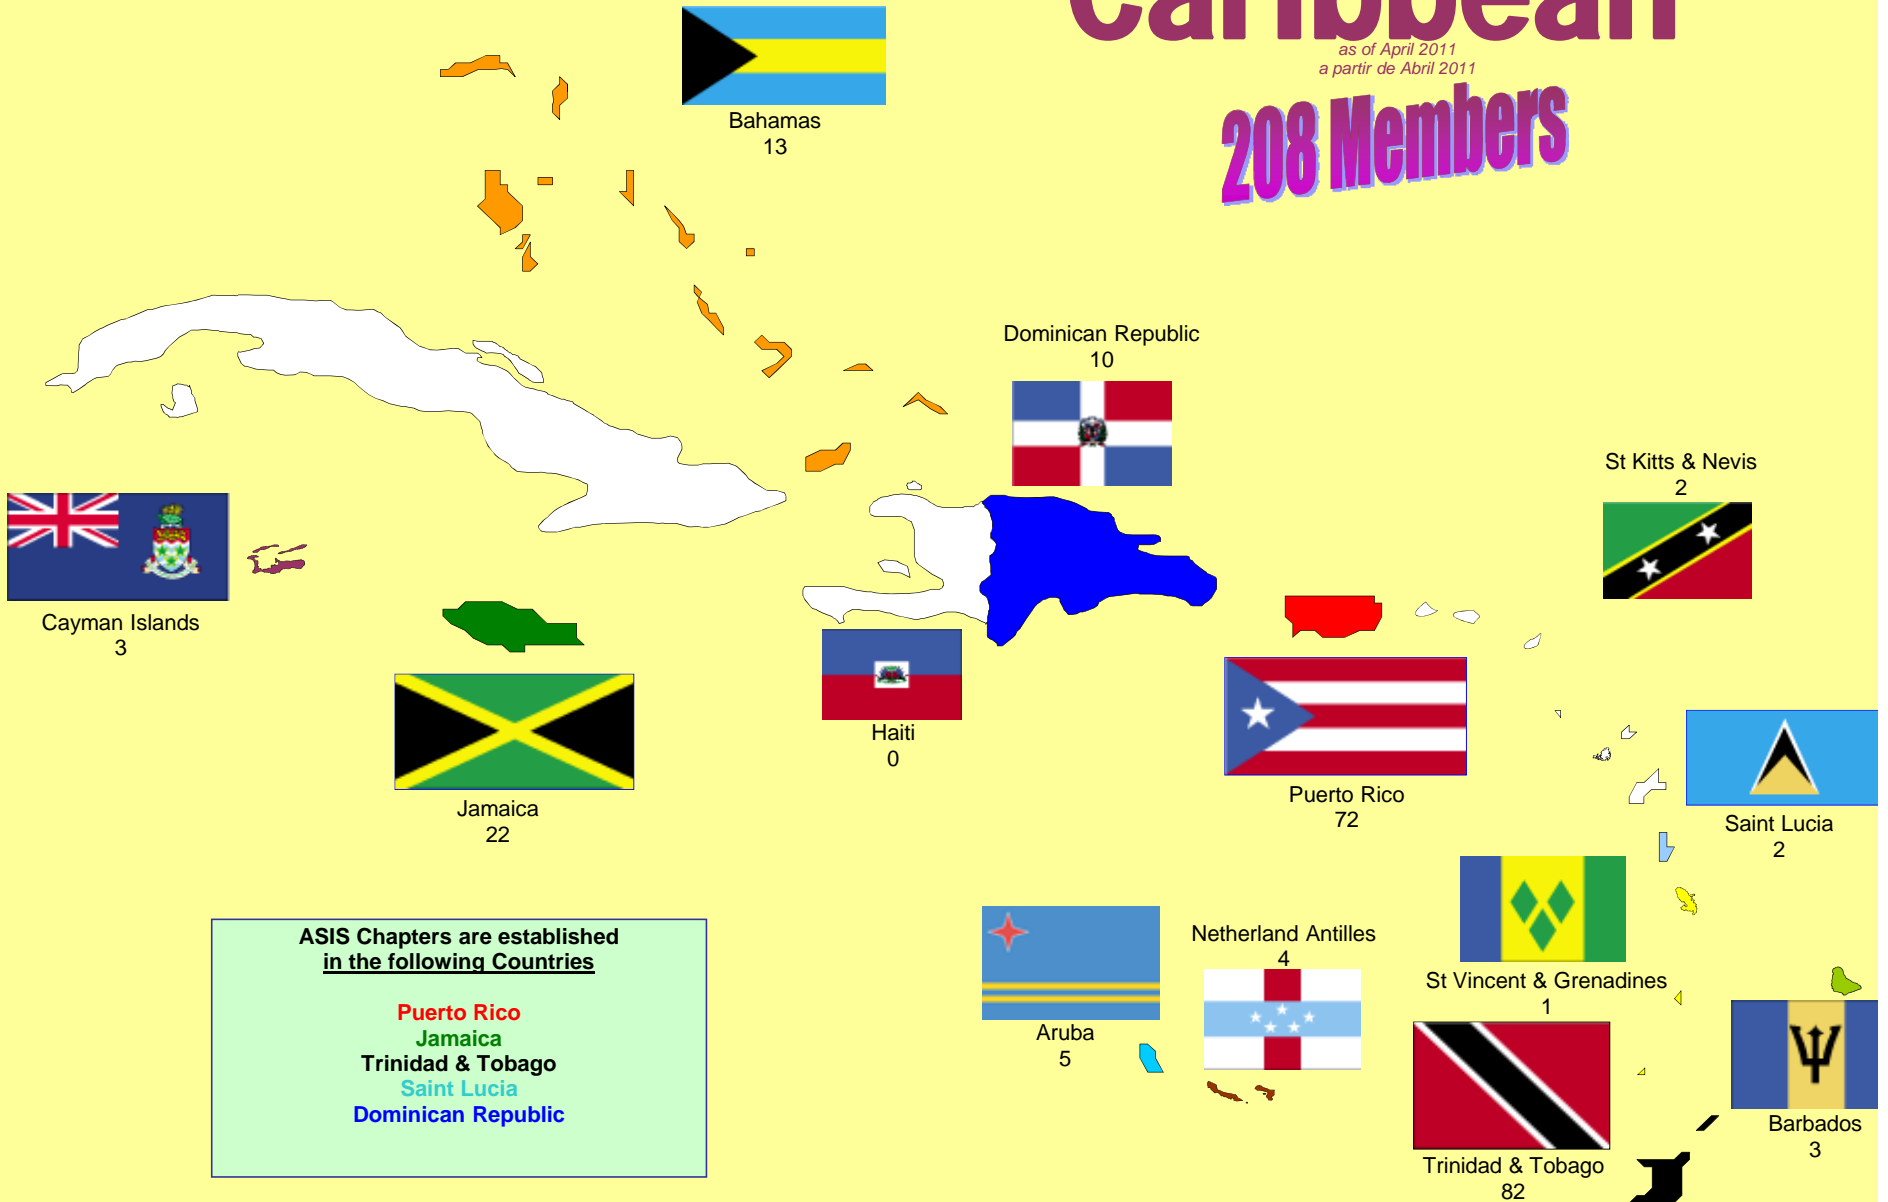 Caribbean
as of April 2011
a partir de Abril 2011
208 Members
Bahamas
13
Dominican Republic
10
St Kitts & Nevis
2
Cayman Islands
3
Jamaica
22
Haiti
0
Puerto Rico
72
Saint Lucia
2
Netherland Antilles
4
Aruba
5
St Vincent & Grenadines
1
Barbados
3
Trinidad & Tobago
82
ASIS Chapters are established
in the following Countries
Puerto Rico
Jamaica
Trinidad & Tobago
Saint Lucia
Dominican Republic